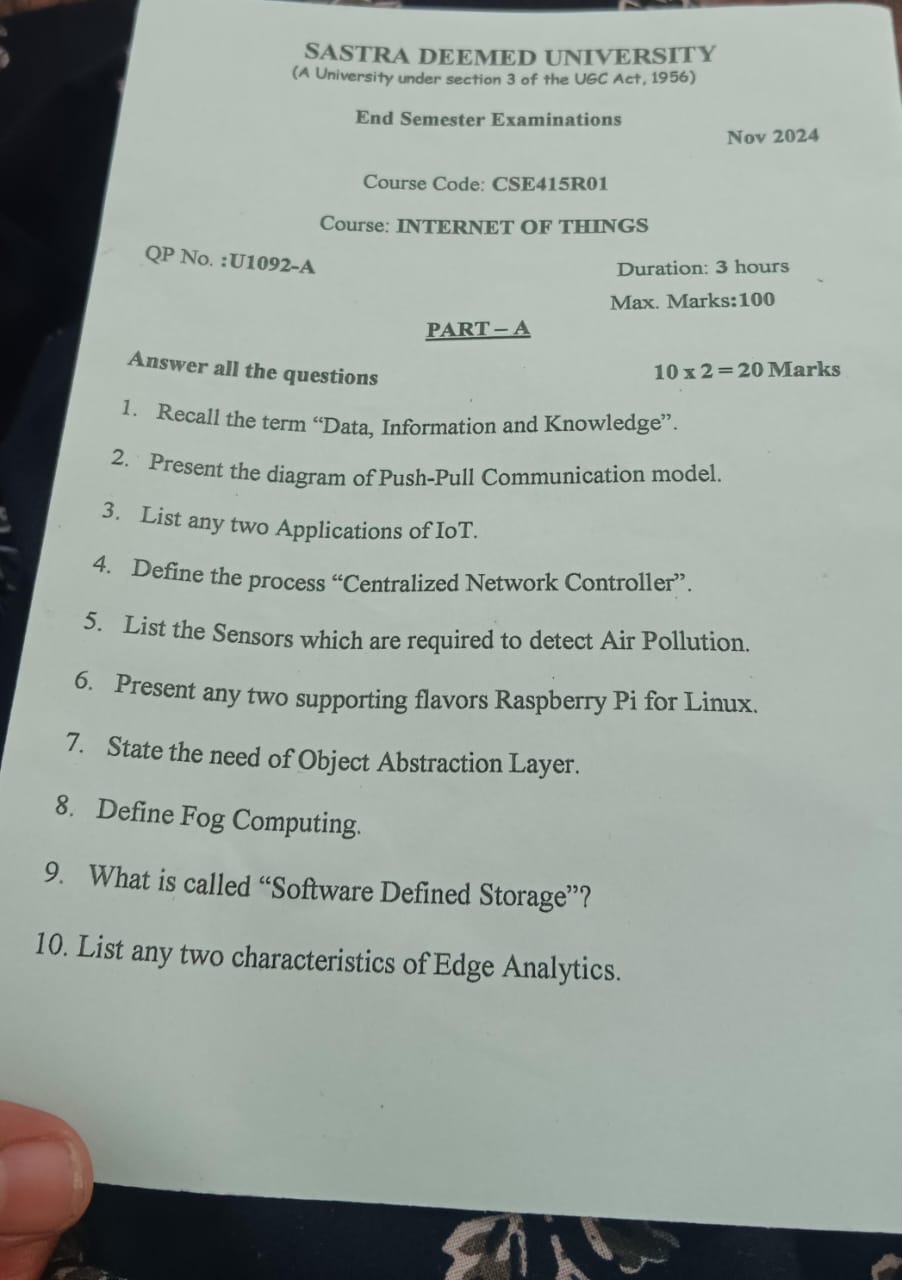 SASTRA DEEMED UNIVERSITY
(A University under section 3 of the UGC Act, 1956)
End Semester Examinations
Nov 2024
Course Code: CSE415R01
Course: INTERNET OF THINGS
QP No. :U1092-A
Duration: 3 hours
Max. Marks:100
PART – A
Answer all the questions
10 x 2 = 20 Marks
1. Recall the term “Data, Information and Knowledge”.
2. Present the diagram of Push-Pull Communication model.
3. List any two Applications of IoT.
4. Define the process “Centralized Network Controller”.
5. List the Sensors which are required to detect Air Pollution.
6. Present any two supporting flavors Raspberry Pi for Linux.
7. State the need of Object Abstraction Layer.
8. Define Fog Computing.
9. What is called “Software Defined Storage”?
10. List any two characteristics of Edge Analytics.